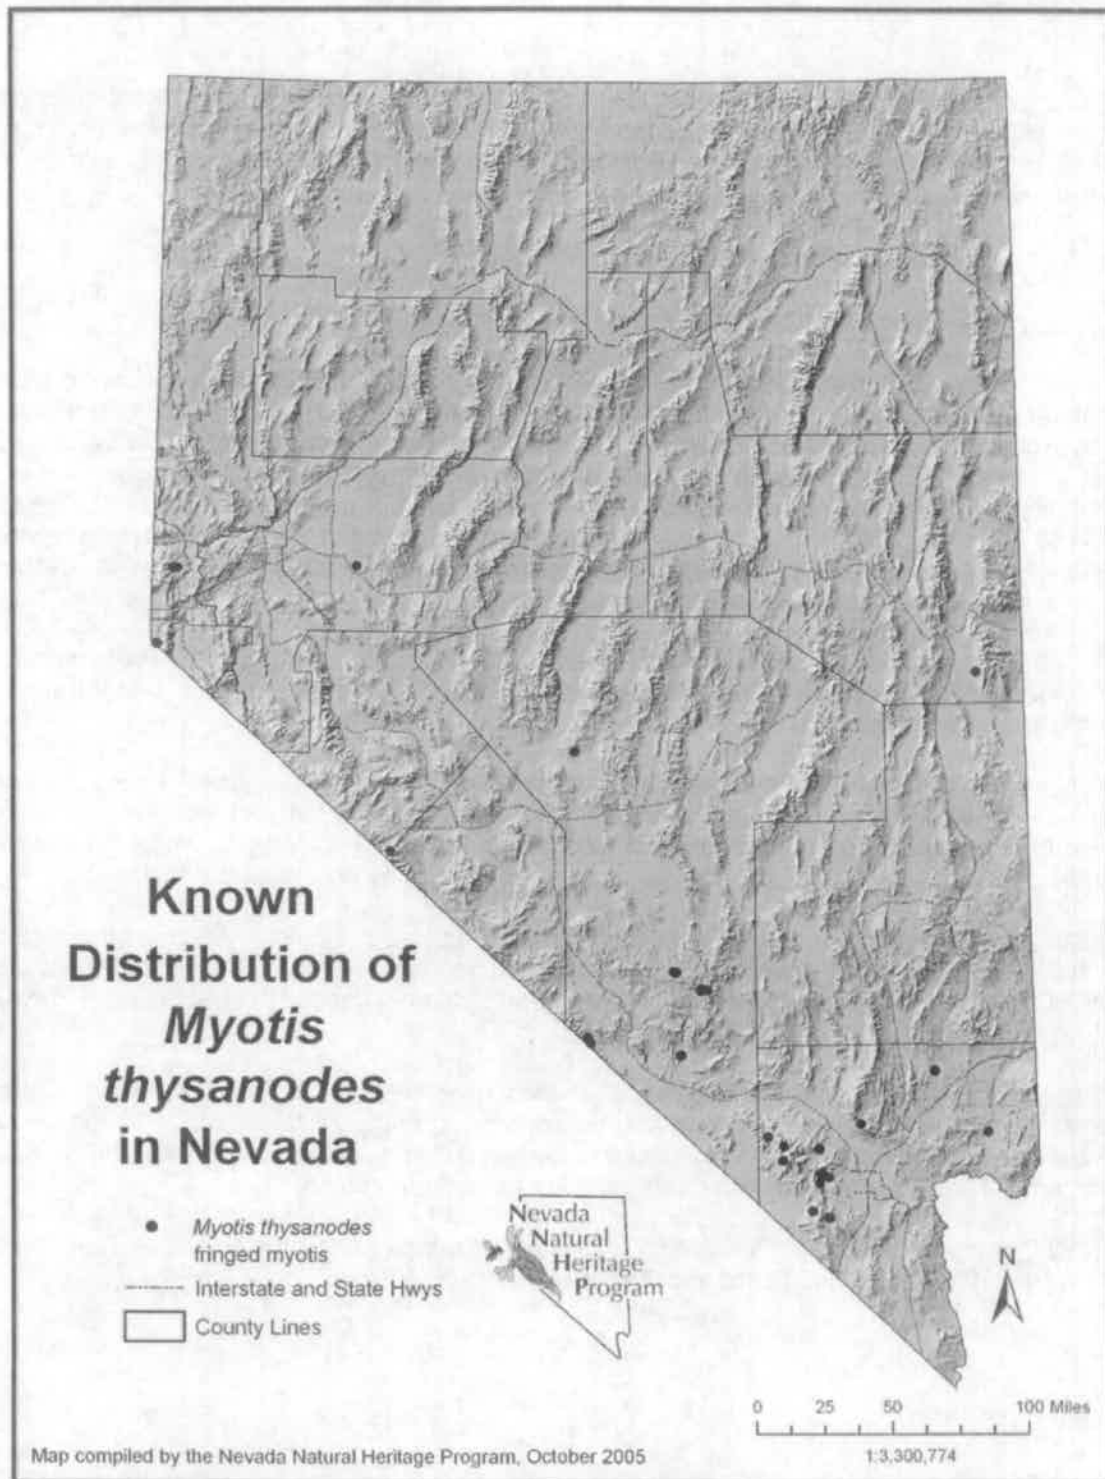 Known
Distribution of
Myotis
thysanodes
in Nevada
Myotis thysanodes
fringed myotis
Interstate and State Hwys
County Lines
Nevada
Natural
Heritage
Program
N
0 25 50 100 Miles
1:3,300,774
Map compiled by the Nevada Natural Heritage Program, October 2005